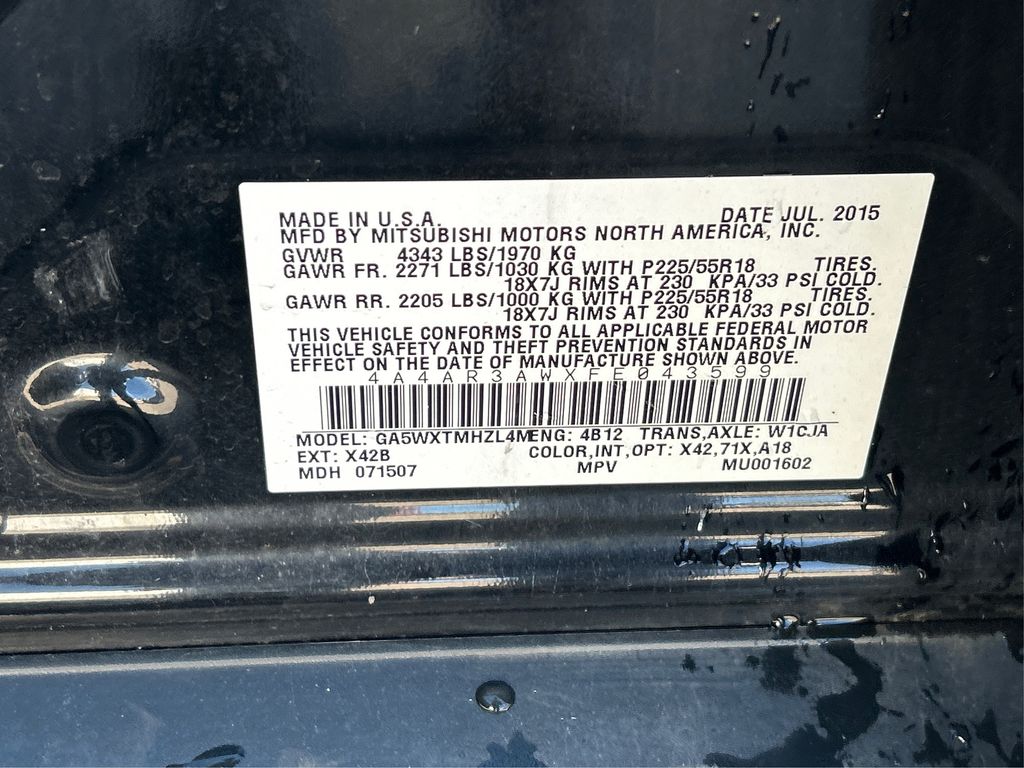 MADE IN U.S.A. DATE JUL. 2015
MFD BY MITSUBISHI MOTORS NORTH AMERICA, INC.
GVWR 4343 LBS/1970 KG
GAWR FR. 2271 LBS/1030 KG WITH P225/55R18 TIRES.
18X7J RIMS AT 230 KPA/33 PSI COLD.
GAWR RR. 2205 LBS/1000 KG WITH P225/55R18 TIRES.
18X7J RIMS AT 230 KPA/33 PSI COLD.
THIS VEHICLE CONFORMS TO ALL APPLICABLE FEDERAL MOTOR
VEHICLE SAFETY AND THEFT PREVENTION STANDARDS IN
EFFECT ON THE DATE OF MANUFACTURE SHOWN ABOVE.
4A4AR3AWXFE043599
MODEL: GA5WXTMHZL4M ENG: 4B12 TRANS,AXLE: W1CJA
EXT: X42B COLOR,INT,OPT: X42,71X,A18
MDH 071507 MPV MU001602